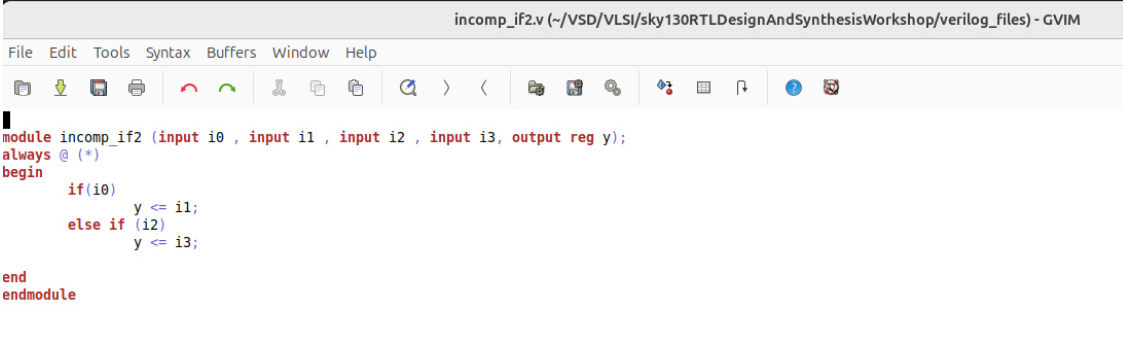 incomp_if2.v (~/VSD/VLSI/sky130RTLDesignAndSynthesisWorkshop/verilog_files) - GVIM
File Edit Tools Syntax Buffers Window Help
module incomp_if2 (input i0 , input i1 , input i2 , input i3, output reg y);
always @ (*)
begin
if(i0)
y <= i1;
else if (i2)
y <= i3;
end
endmodule